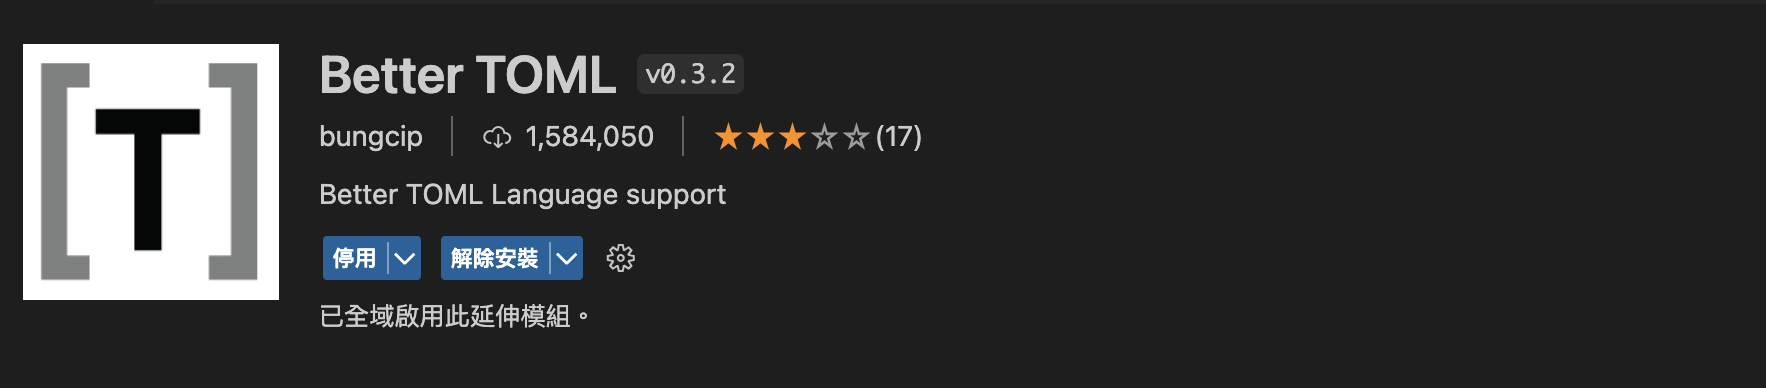 [T]
Better TOML v0.3.2
bungcip 1,584,050 (17)
Better TOML Language support
停用 解除安裝
已全域啟用此延伸模組。